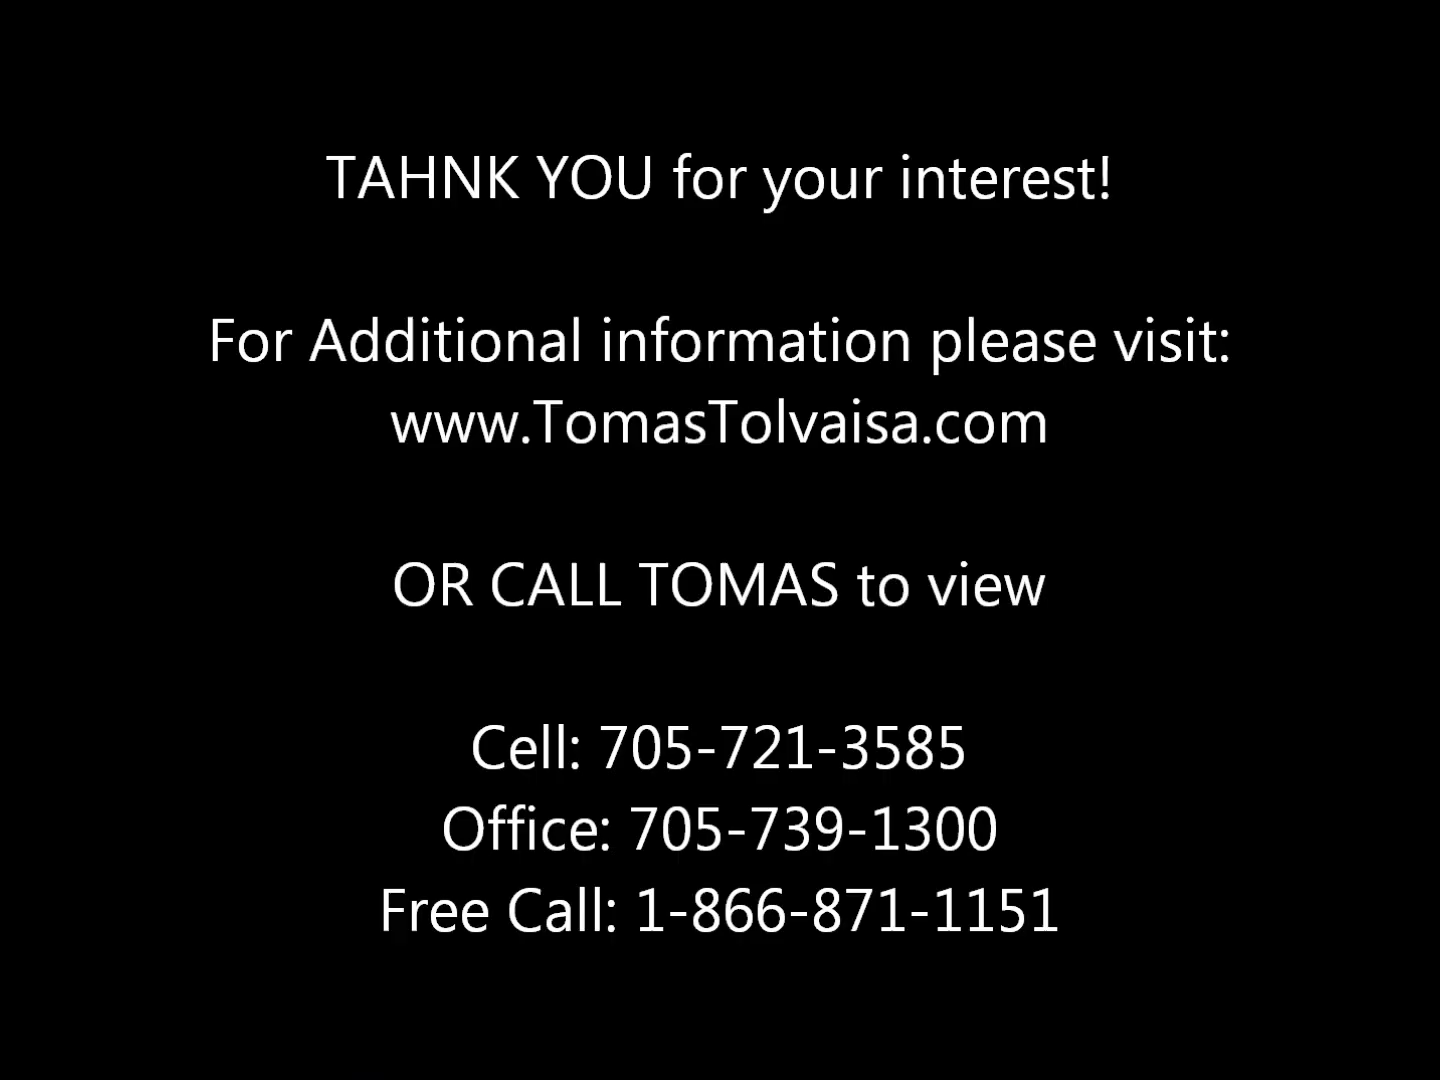 TAHNK YOU for your interest!
For Additional information please visit:
www.TomasTolvaisa.com
OR CALL TOMAS to view
Cell: 705-721-3585
Office: 705-739-1300
Free Call: 1-866-871-1151